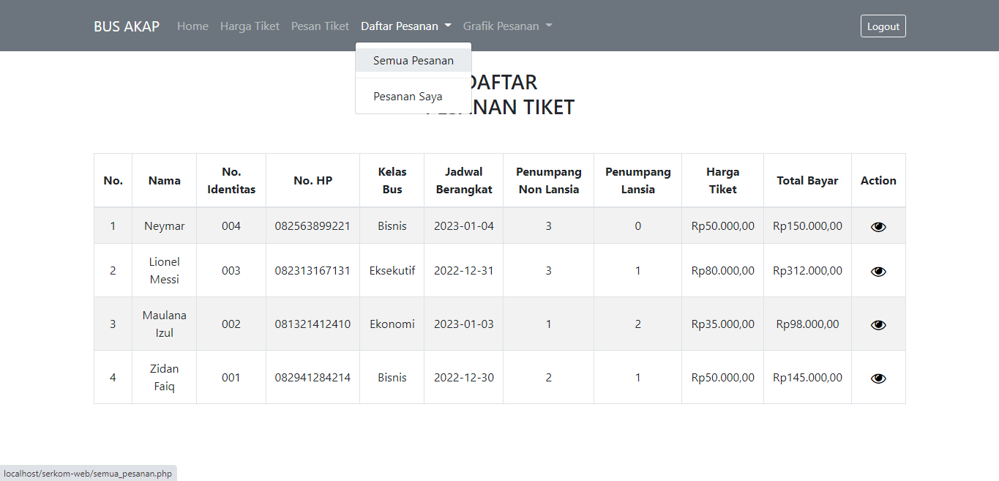 BUS AKAP Home Harga Tiket Pesan Tiket Daftar Pesanan Grafik Pesanan Logout
Semua Pesanan
Pesanan Saya
DAFTAR
NAN TIKET
No. Nama No. Identitas No. HP Kelas Bus Jadwal Berangkat Penumpang Non Lansia Penumpang Lansia Harga Tiket Total Bayar Action
1 Neymar 004 082563899221 Bisnis 2023-01-04 3 0 Rp50.000,00 Rp150.000,00
2 Lionel Messi 003 082313167131 Eksekutif 2022-12-31 3 1 Rp80.000,00 Rp312.000,00
3 Maulana Izul 002 081321412410 Ekonomi 2023-01-03 1 2 Rp35.000,00 Rp98.000,00
4 Zidan Faiq 001 082941284214 Bisnis 2022-12-30 2 1 Rp50.000,00 Rp145.000,00
localhost/serkom-web/semua_pesanan.php